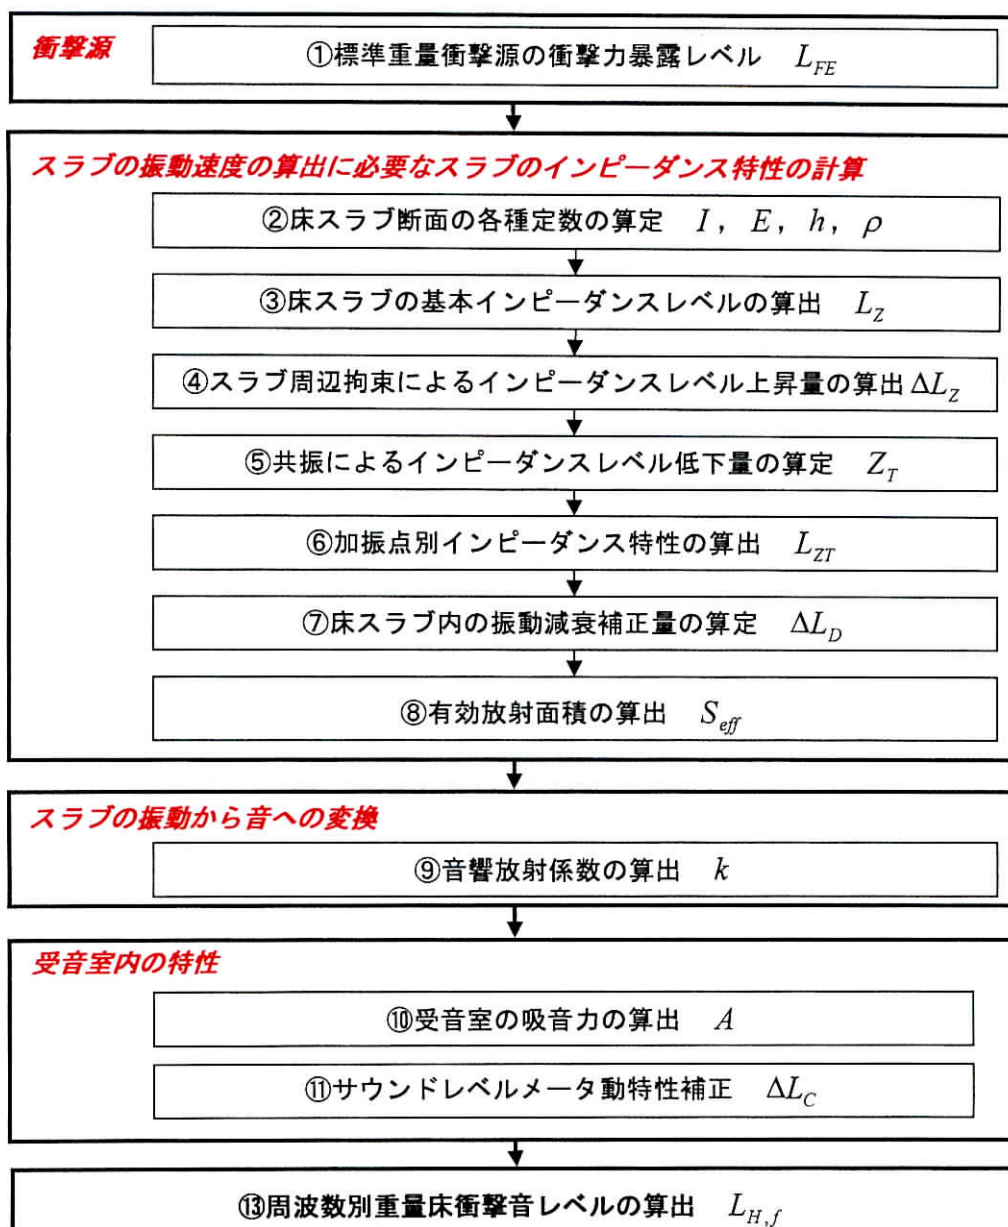 衝撃源
①標準重量衝撃源の衝撃力暴露レベル L_{FE}
スラブの振動速度の算出に必要なスラブのインピーダンス特性の計算
②床スラブ断面の各種定数の算定 I, E, h, ρ
③床スラブの基本インピーダンスレベルの算出 L_Z
④スラブ周辺拘束によるインピーダンスレベル上昇量の算出 ΔL_Z
⑤共振によるインピーダンスレベル低下量の算定 Z_T
⑥加振点別インピーダンス特性の算出 L_{ZT}
⑦床スラブ内の振動減衰補正量の算定 ΔL_D
⑧有効放射面積の算出 S_{eff}
スラブの振動から音への変換
⑨音響放射係数の算出 k
受音室内の特性
⑩受音室の吸音力の算出 A
⑪サウンドレベルメータ動特性補正 ΔL_C
⑬周波数別重量床衝撃音レベルの算出 L_{H,f}